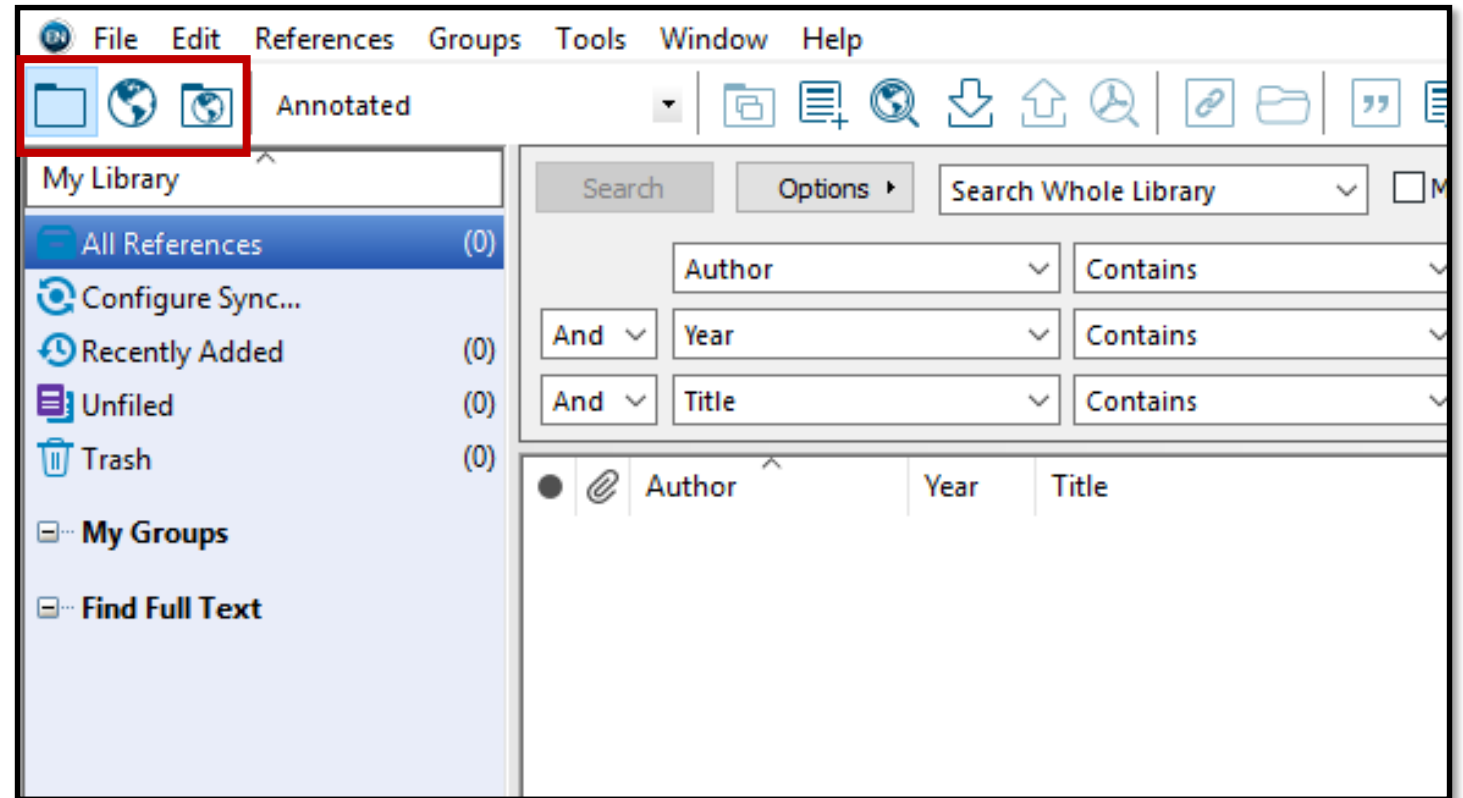 EN File Edit References Groups Tools Window Help
Annotated
My Library
Search Options Search Whole Library M
All References (0)
Author Contains
Configure Sync...
And Year Contains
Recently Added (0)
And Title Contains
Unfiled (0)
Trash (0)
Author Year Title
My Groups
Find Full Text